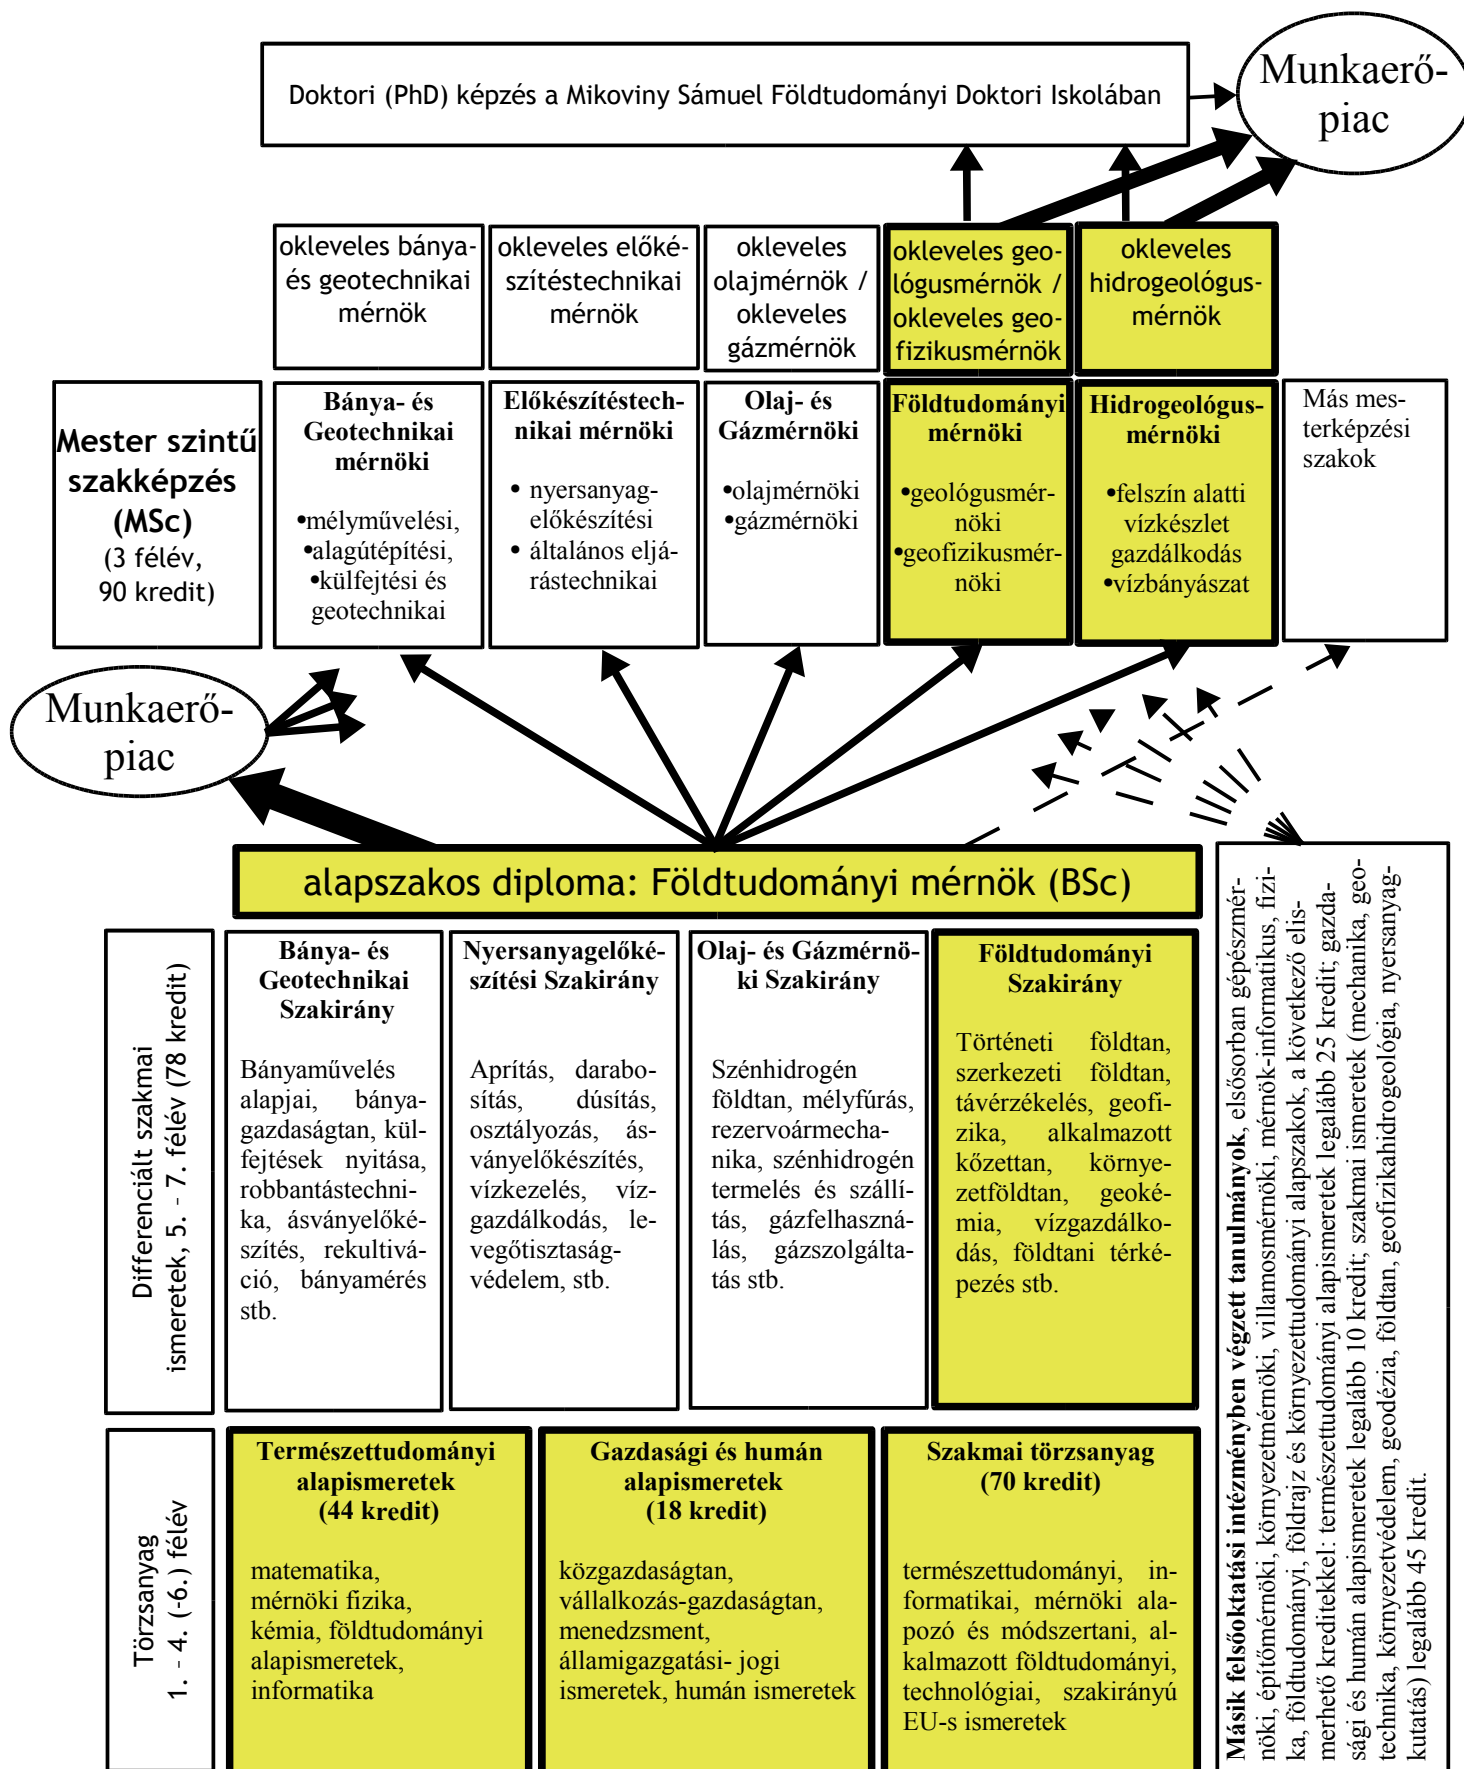 Doktori (PhD) képzés a Mikoviny Sámuel Földtudományi Doktori Iskolában
Munkaerő-
piac
okleveles bánya-
és geotechnikai
mérnök
okleveles előké-
szítéstechnikai
mérnök
okleveles
olajmérnök /
okleveles
gázmérnök
okleveles geo-
lógusmérnök /
okleveles geo-
fizikusmérnök
okleveles
hidrogeológus-
mérnök
Mester szintű
szakképzés
(MSc)
(3 félév,
90 kredit)
Bánya- és
Geotechnikai
mérnöki
•mélyművelési,
•alagútépítési,
•külfejtési és
geotechnikai
Előkészítéstech-
nikai mérnöki
• nyersanyag-
előkészítési
• általános eljá-
rástechnikai
Olaj- és
Gázmérnöki
•olajmérnöki
•gázmérnöki
Földtudományi
mérnöki
•geológusmér-
nöki
•geofizikusmér-
nöki
Hidrogeológus-
mérnöki
•felszín alatti
vízkészlet
gazdálkodás
•vízbányászat
Más mes-
terképzési
szakok
Munkaerő-
piac
alapszakos diploma: Földtudományi mérnök (BSc)
Differenciált szakmai
ismeretek, 5. - 7. félév (78 kredit)
Bánya- és
Geotechnikai
Szakirány
Bányaművelés
alapjai, bánya-
gazdaságtan, kül-
fejtések nyitása,
robbantástechni-
ka, ásványelőké-
szítés, rekultivá-
ció, bányamérés
stb.
Nyersanyagelőké-
szítési Szakirány
Aprítás, darabo-
sítás, dúsítás,
osztályozás, ás-
ványelőkészítés,
vízkezelés, víz-
gazdálkodás, le-
vegőtisztaság-
védelem, stb.
Olaj- és Gázmérnö-
ki Szakirány
Szénhidrogén
földtan, mélyfúrás,
rezervoármecha-
nika, szénhidrogén
termelés és szállí-
tás, gázfelhaszná-
lás, gázszolgálta-
tás stb.
Földtudományi
Szakirány
Történeti földtan,
szerkezeti földtan,
távérzékelés, geofi-
zika, alkalmazott
kőzettan, környe-
zetföldtan, geoké-
mia, vízgazdálko-
dás, földtani térké-
pezés stb.
Törzsanyag
1. - 4. (-6.) félév
Természettudományi
alapismeretek
(44 kredit)
matematika,
mérnöki fizika,
kémia, földtudományi
alapismeretek,
informatika
Gazdasági és humán
alapismeretek
(18 kredit)
közgazdaságtan,
vállalkozás-gazdaságtan,
menedzsment,
államigazgatási- jogi
ismeretek, humán ismeretek
Szakmai törzsanyag
(70 kredit)
természettudományi, in-
formatikai, mérnöki ala-
pozó és módszertani, al-
kalmazott földtudományi,
technológiai, szakirányú
EU-s ismeretek
Másik felsőoktatási intézményben végzett tanulmányok, elsősorban gépészmér-
nöki, építőmérnöki, környezetmérnöki, villamosmérnöki, mérnök-informatikus, fizi-
ka, földtudományi, földrajz és környezettudományi alapszakok, a következő elis-
merhető kreditekkel: természettudományi alapismeretek legalább 25 kredit; gazda-
sági és humán alapismeretek legalább 10 kredit; szakmai ismeretek (mechanika, geo-
technika, környezetvédelem, geodézia, földtan, geofizikahidrogeológia, nyersanyag-
kutatás) legalább 45 kredit.